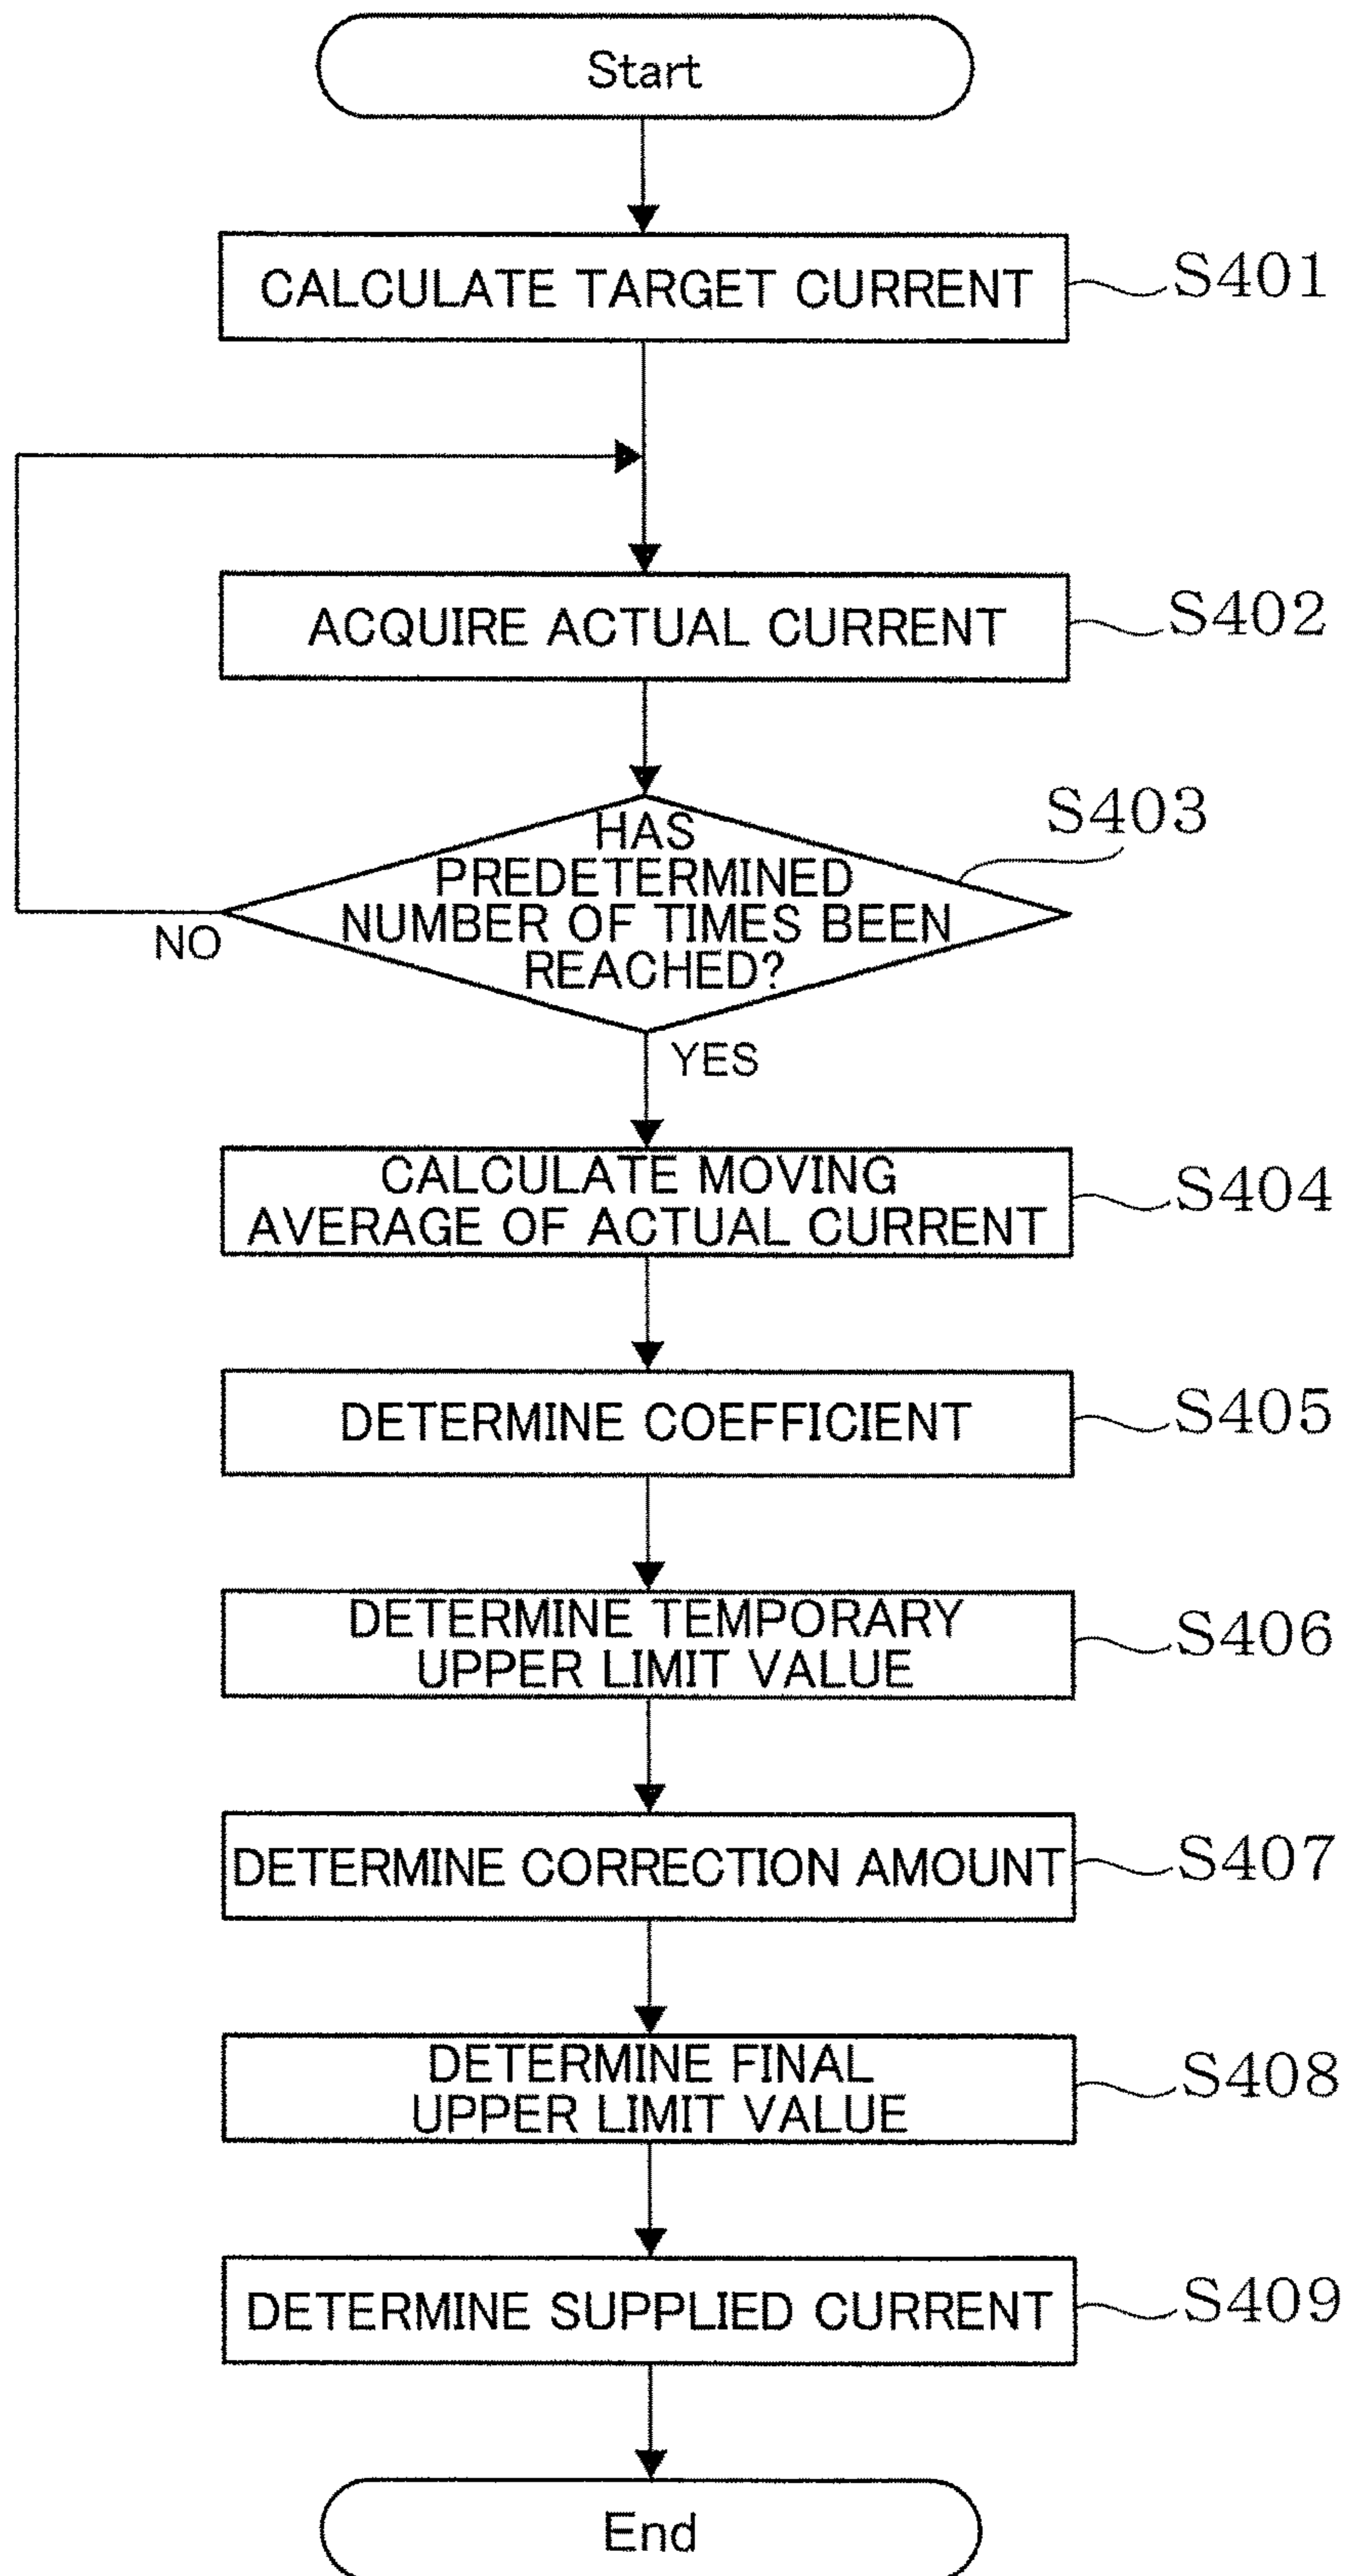 Start
CALCULATE TARGET CURRENT
S401
ACQUIRE ACTUAL CURRENT
S402
S403
HAS
PREDETERMINED
NUMBER OF TIMES BEEN
REACHED?
NO
YES
CALCULATE MOVING
AVERAGE OF ACTUAL CURRENT
S404
DETERMINE COEFFICIENT
S405
DETERMINE TEMPORARY
UPPER LIMIT VALUE
S406
DETERMINE CORRECTION AMOUNT
S407
DETERMINE FINAL
UPPER LIMIT VALUE
S408
DETERMINE SUPPLIED CURRENT
S409
End